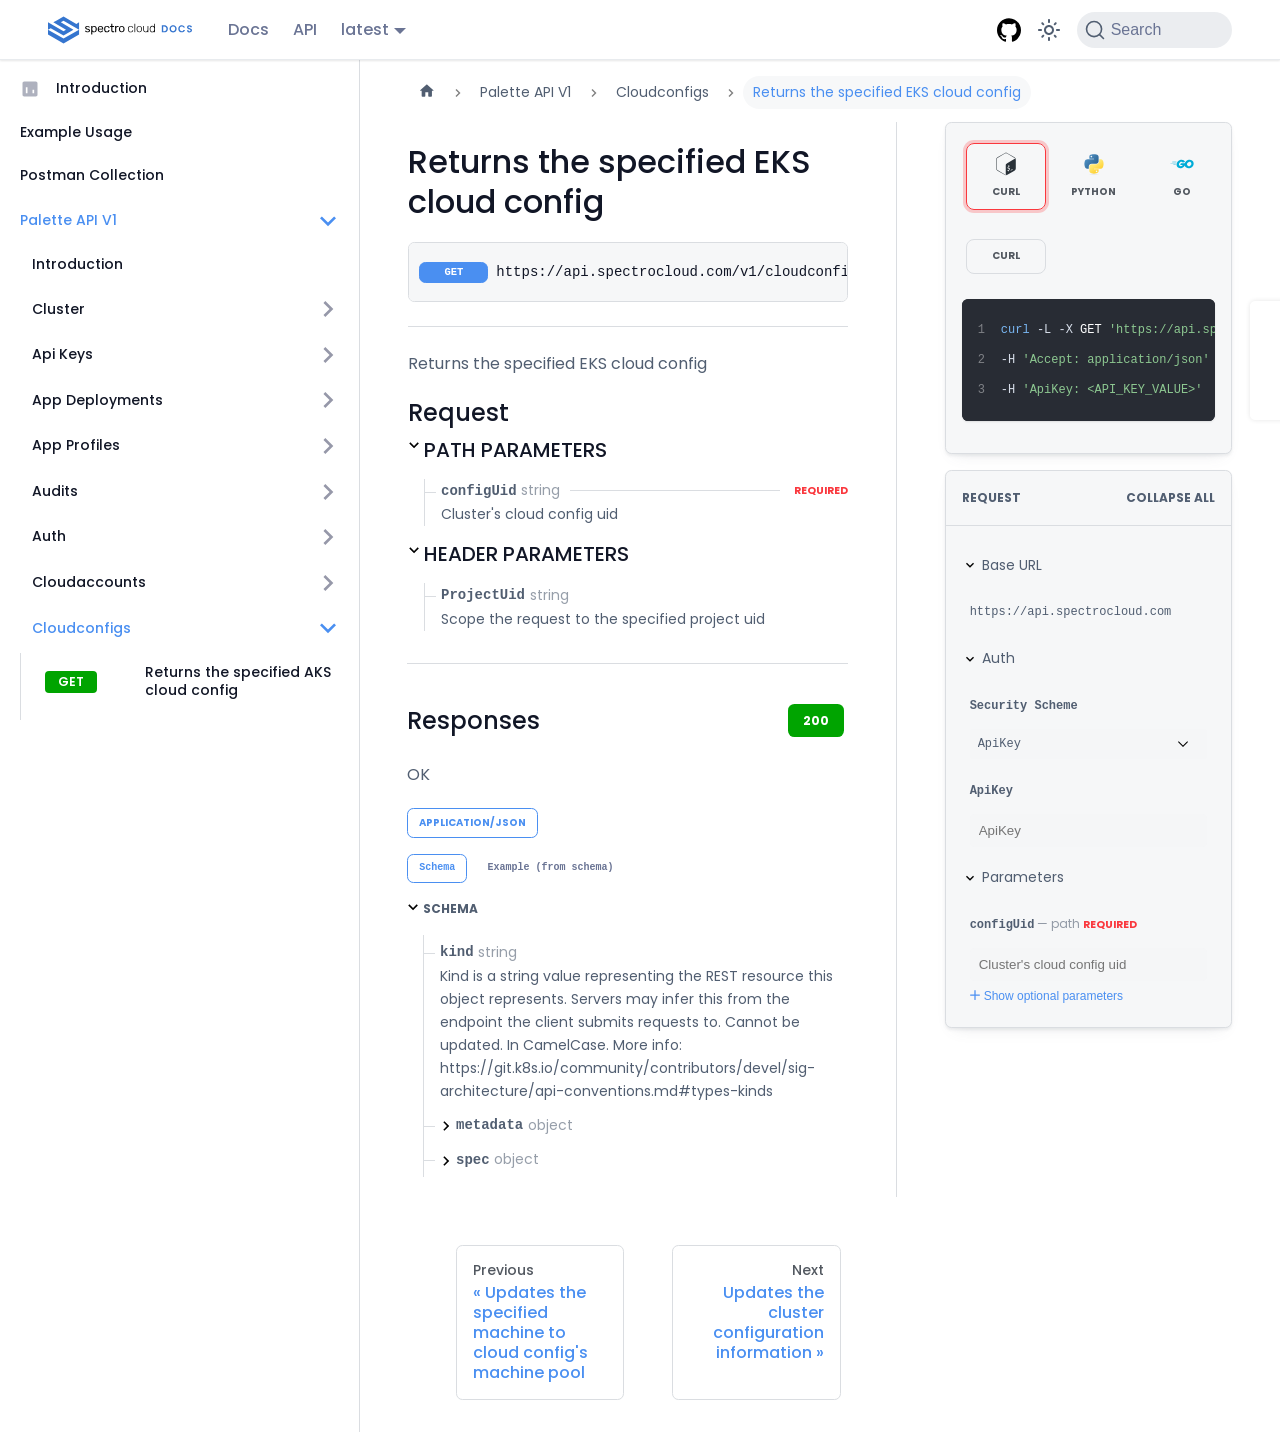 spectro cloud DOCS
Docs
API
latest
Search
Introduction
Example Usage
Postman Collection
Palette API V1
Introduction
Cluster
Api Keys
App Deployments
App Profiles
Audits
Auth
Cloudaccounts
Cloudconfigs
GET
Returns the specified AKS
cloud config
Palette API V1
Cloudconfigs
Returns the specified EKS cloud config
Returns the specified EKS
cloud config
GET https://api.spectrocloud.com/v1/cloudconfi
Returns the specified EKS cloud config
Request
PATH PARAMETERS
configUid string REQUIRED
Cluster's cloud config uid
HEADER PARAMETERS
ProjectUid string
Scope the request to the specified project uid
Responses
200
OK
APPLICATION/JSON
Schema
Example (from schema)
SCHEMA
kind string
Kind is a string value representing the REST resource this
object represents. Servers may infer this from the
endpoint the client submits requests to. Cannot be
updated. In CamelCase. More info:
https://git.k8s.io/community/contributors/devel/sig-
architecture/api-conventions.md#types-kinds
metadata object
spec object
Previous
« Updates the
specified
machine to
cloud config's
machine pool
Next
Updates the
cluster
configuration
information »
CURL
PYTHON
GO
CURL
1 curl -L -X GET 'https://api.sp
2 -H 'Accept: application/json'
3 -H 'ApiKey: <API_KEY_VALUE>'
REQUEST
COLLAPSE ALL
Base URL
https://api.spectrocloud.com
Auth
Security Scheme
ApiKey
ApiKey
ApiKey
Parameters
configUid — path REQUIRED
Cluster's cloud config uid
Show optional parameters